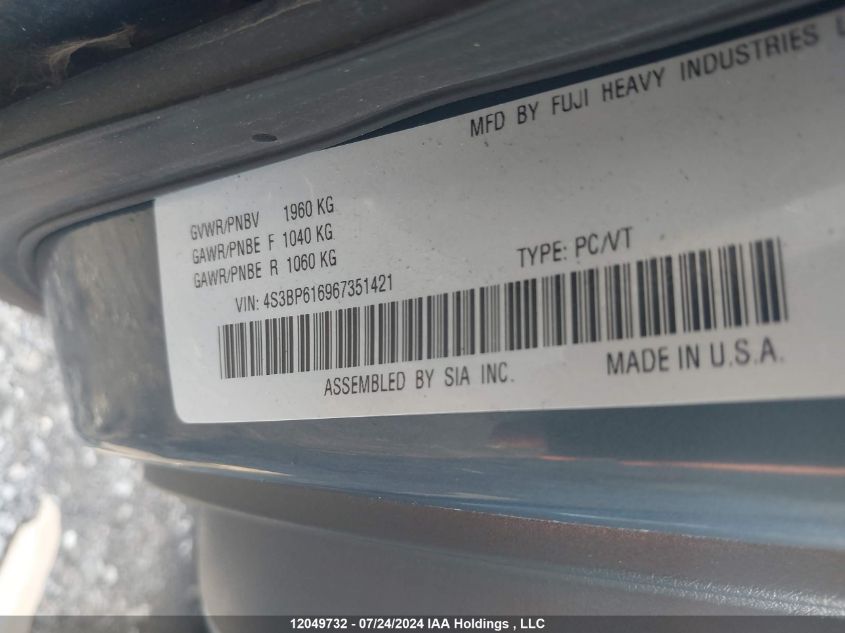 MFD BY FUJI HEAVY INDUSTRIES
GVWR/PNBV 1960 KG
GAWR/PNBE F 1040 KG
GAWR/PNBE R 1060 KG
VIN: 4S3BP616967351421
TYPE: PC/VT
ASSEMBLED BY SIA INC.
MADE IN U.S.A.
12049732 - 07/24/2024 IAA Holdings , LLC